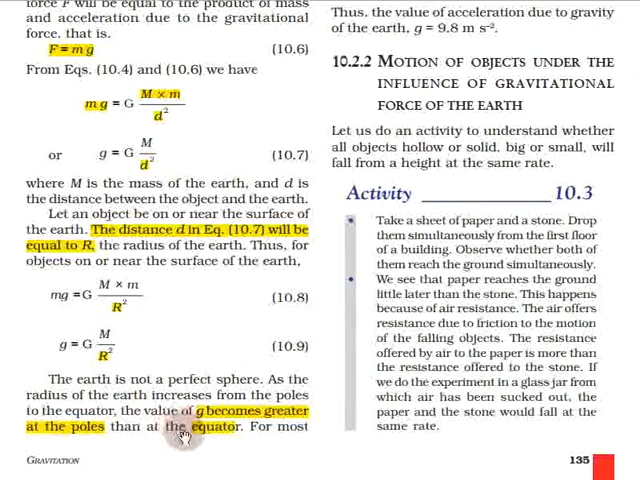 force F will be equal to the product of mass
and acceleration due to the gravitational
force, that is,
F = m g (10.6)
From Eqs. (10.4) and (10.6) we have
m g = G M × m / d²
or g = G M / d² (10.7)
where M is the mass of the earth, and d is
the distance between the object and the earth.
Let an object be on or near the surface of
the earth. The distance d in Eq. (10.7) will be
equal to R, the radius of the earth. Thus, for
objects on or near the surface of the earth,
mg = G M × m / R² (10.8)
g = G M / R² (10.9)
The earth is not a perfect sphere. As the
radius of the earth increases from the poles
to the equator, the value of g becomes greater
at the poles than at the equator. For most
GRAVITATION
Thus, the value of acceleration due to gravity
of the earth, g = 9.8 m s⁻².
10.2.2 MOTION OF OBJECTS UNDER THE
INFLUENCE OF GRAVITATIONAL
FORCE OF THE EARTH
Let us do an activity to understand whether
all objects hollow or solid, big or small, will
fall from a height at the same rate.
Activity ______________ 10.3
• Take a sheet of paper and a stone. Drop
them simultaneously from the first floor
of a building. Observe whether both of
them reach the ground simultaneously.
• We see that paper reaches the ground
little later than the stone. This happens
because of air resistance. The air offers
resistance due to friction to the motion
of the falling objects. The resistance
offered by air to the paper is more than
the resistance offered to the stone. If
we do the experiment in a glass jar from
which air has been sucked out, the
paper and the stone would fall at the
same rate.
135